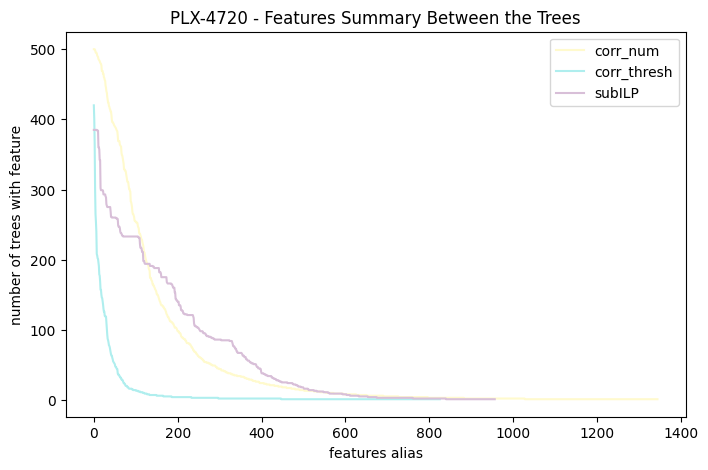 PLX-4720 - Features Summary Between the Trees
corr_num
corr_thresh
subILP
number of trees with feature
500
400
300
200
100
0
0 200 400 600 800 1000 1200 1400
features alias